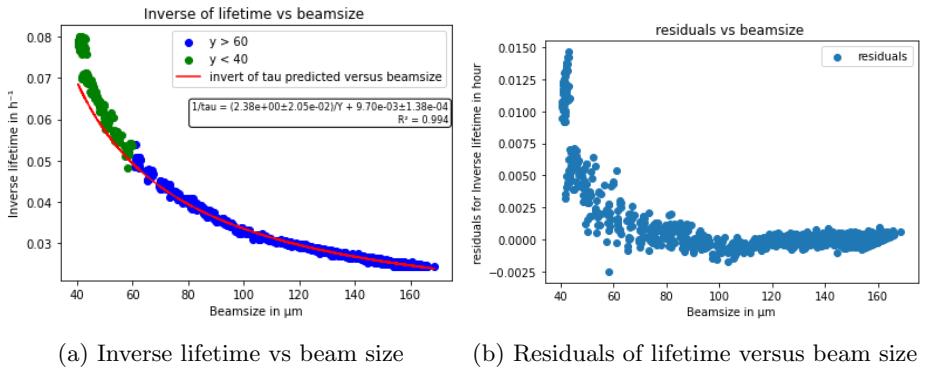 Inverse of lifetime vs beamsize
0.08
0.07
0.06
0.05
0.04
0.03
Inverse lifetime in h⁻¹
y > 60
y < 40
invert of tau predicted versus beamsize
1/tau = (2.38e+00±2.05e-02)/Y + 9.70e-03±1.38e-04
R² = 0.994
40 60 80 100 120 140 160
Beamsize in μm
(a) Inverse lifetime vs beam size
residuals vs beamsize
0.0150
0.0125
0.0100
0.0075
0.0050
0.0025
0.0000
−0.0025
residuals for Inverse lifetime in hour
residuals
40 60 80 100 120 140 160
Beamsize in μm
(b) Residuals of lifetime versus beam size